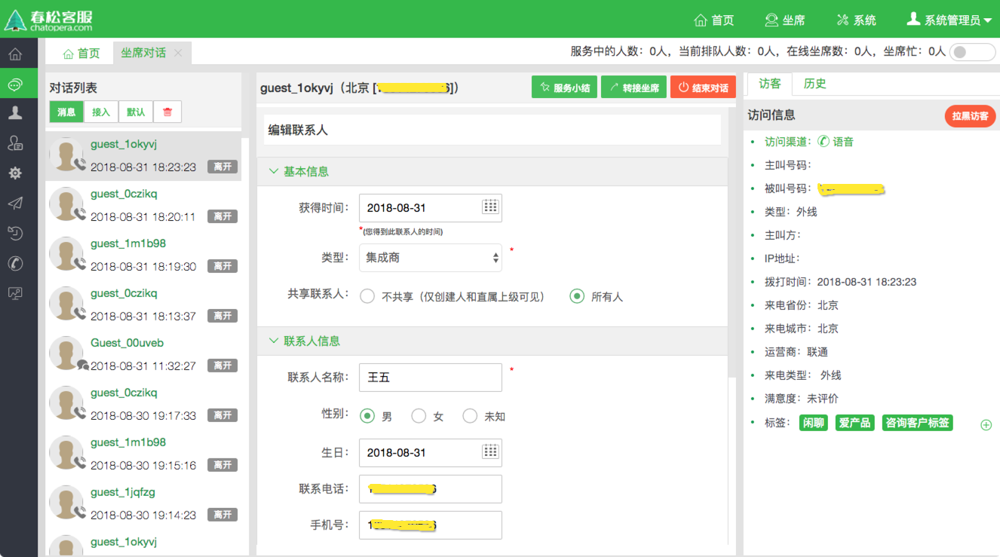 春松客服
chatopera.com
首页
坐席
系统
系统管理员
首页
坐席对话
服务中的人数：0人，当前排队人数：0人，在线坐席数：0人，坐席忙：0人
对话列表
消息
接入
默认
guest_1okyvj
2018-08-31 18:23:23 离开
guest_0czikq
2018-08-31 18:20:11 离开
guest_1m1b98
2018-08-31 18:19:30 离开
guest_0czikq
2018-08-31 18:13:37 离开
Guest_00uveb
2018-08-31 11:32:27 离开
guest_0czikq
2018-08-30 19:17:33 离开
guest_1m1b98
2018-08-30 19:15:16 离开
guest_1jqfzg
2018-08-30 19:14:23 离开
guest_1okyvj
guest_1okyvj（北京 [
服务小结
转接坐席
结束对话
编辑联系人
基本信息
获得时间： 2018-08-31
*(您得到此联系人的时间)
类型： 集成商 *
共享联系人： 不共享（仅创建人和直属上级可见） 所有人
联系人信息
联系人名称： 王五 *
性别： 男 女 未知
生日： 2018-08-31
联系电话：
手机号：
访客
历史
访问信息
拉黑访客
访问渠道： 语音
主叫号码：
被叫号码：
类型：外线
主叫方：
IP地址：
拨打时间：2018-08-31 18:23:23
来电省份：北京
来电城市：北京
运营商：联通
来电类型： 外线
满意度：未评价
标签： 闲聊 爱产品 咨询客户标签